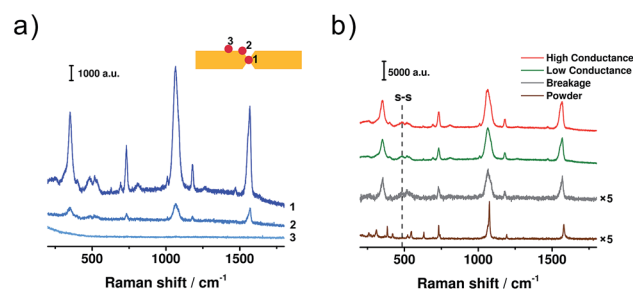 a)
3
2
1
1000 a.u.
1
2
3
500
1000
1500
Raman shift / cm⁻¹
b)
5000 a.u.
High Conductance
Low Conductance
Breakage
Powder
s-s
×5
×5
500
1000
1500
Raman shift / cm⁻¹